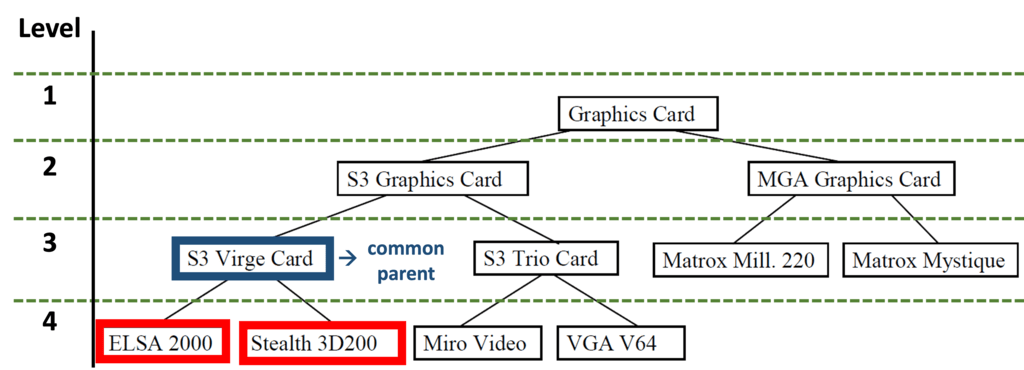 Level
1
Graphics Card
2
S3 Graphics Card
MGA Graphics Card
3
S3 Virge Card
common
parent
S3 Trio Card
Matrox Mill. 220
Matrox Mystique
4
ELSA 2000
Stealth 3D200
Miro Video
VGA V64